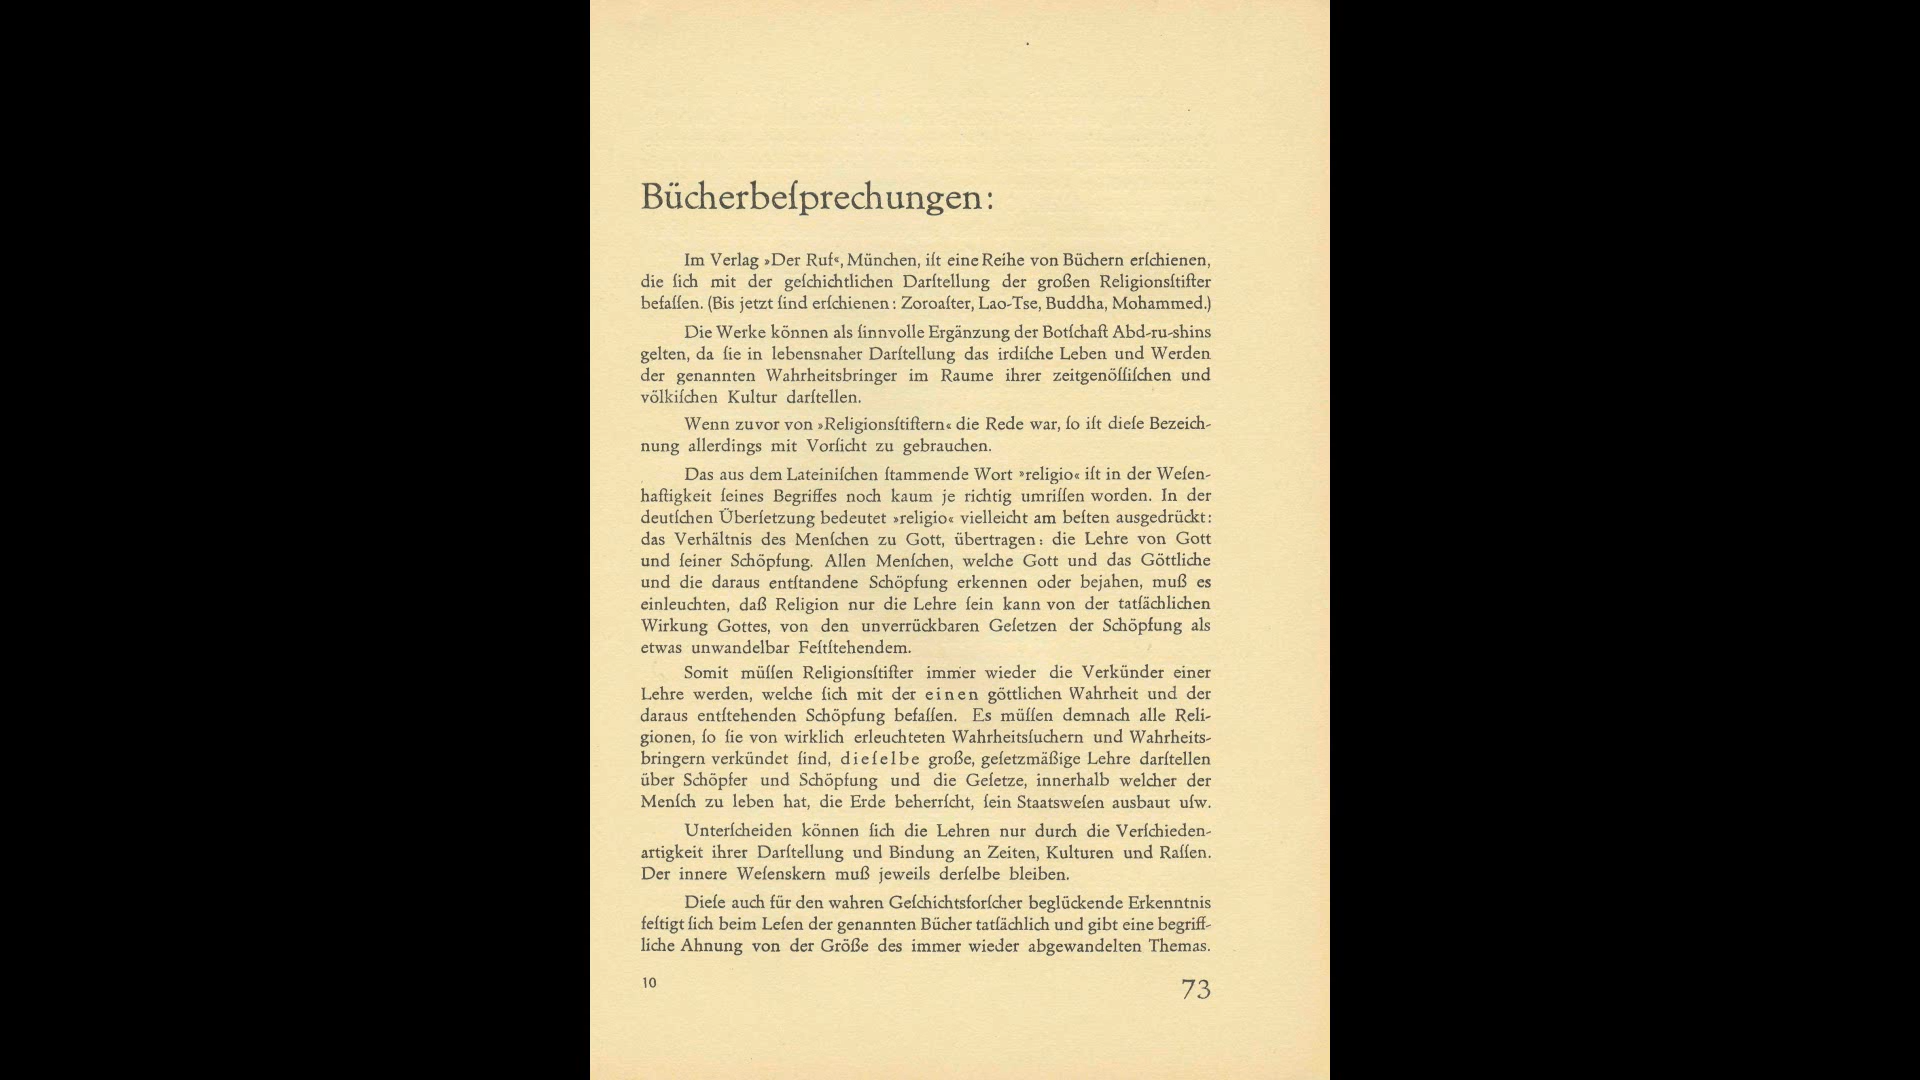 Bücherbeſprechungen:
Im Verlag »Der Ruf«, München, iſt eine Reihe von Büchern erſchienen,
die ſich mit der geſchichtlichen Darſtellung der großen Religionsſtifter
befaſſen. (Bis jetzt ſind erſchienen: Zoroaſter, Lao-Tse, Buddha, Mohammed.)
Die Werke können als ſinnvolle Ergänzung der Botſchaft Abd-ru-shins
gelten, da ſie in lebensnaher Darſtellung das irdiſche Leben und Werden
der genannten Wahrheitsbringer im Raume ihrer zeitgenöſſiſchen und
völkiſchen Kultur darſtellen.
Wenn zuvor von »Religionsſtiftern« die Rede war, ſo iſt dieſe Bezeich-
nung allerdings mit Vorſicht zu gebrauchen.
Das aus dem Lateiniſchen ſtammende Wort »religio« iſt in der Weſen-
haftigkeit ſeines Begriffes noch kaum je richtig umriſſen worden. In der
deutſchen Überſetzung bedeutet »religio« vielleicht am beſten ausgedrückt:
das Verhältnis des Menſchen zu Gott, übertragen: die Lehre von Gott
und ſeiner Schöpfung. Allen Menſchen, welche Gott und das Göttliche
und die daraus entſtandene Schöpfung erkennen oder bejahen, muß es
einleuchten, daß Religion nur die Lehre ſein kann von der tatſächlichen
Wirkung Gottes, von den unverrückbaren Geſetzen der Schöpfung als
etwas unwandelbar Feſtſtehendem.
Somit müſſen Religionsſtifter immer wieder die Verkünder einer
Lehre werden, welche ſich mit der einen göttlichen Wahrheit und der
daraus entſtehenden Schöpfung befaſſen. Es müſſen demnach alle Reli-
gionen, ſo ſie von wirklich erleuchteten Wahrheitsſuchern und Wahrheits-
bringern verkündet ſind, dieſelbe große, geſetzmäßige Lehre darſtellen
über Schöpfer und Schöpfung und die Geſetze, innerhalb welcher der
Menſch zu leben hat, die Erde beherrſcht, ſein Staatsweſen ausbaut uſw.
Unterſcheiden können ſich die Lehren nur durch die Verſchieden-
artigkeit ihrer Darſtellung und Bindung an Zeiten, Kulturen und Raſſen.
Der innere Weſenskern muß jeweils derſelbe bleiben.
Dieſe auch für den wahren Geſchichtsforſcher beglückende Erkenntnis
feſtigt ſich beim Leſen der genannten Bücher tatſächlich und gibt eine begriff-
liche Ahnung von der Größe des immer wieder abgewandelten Themas.
10
73